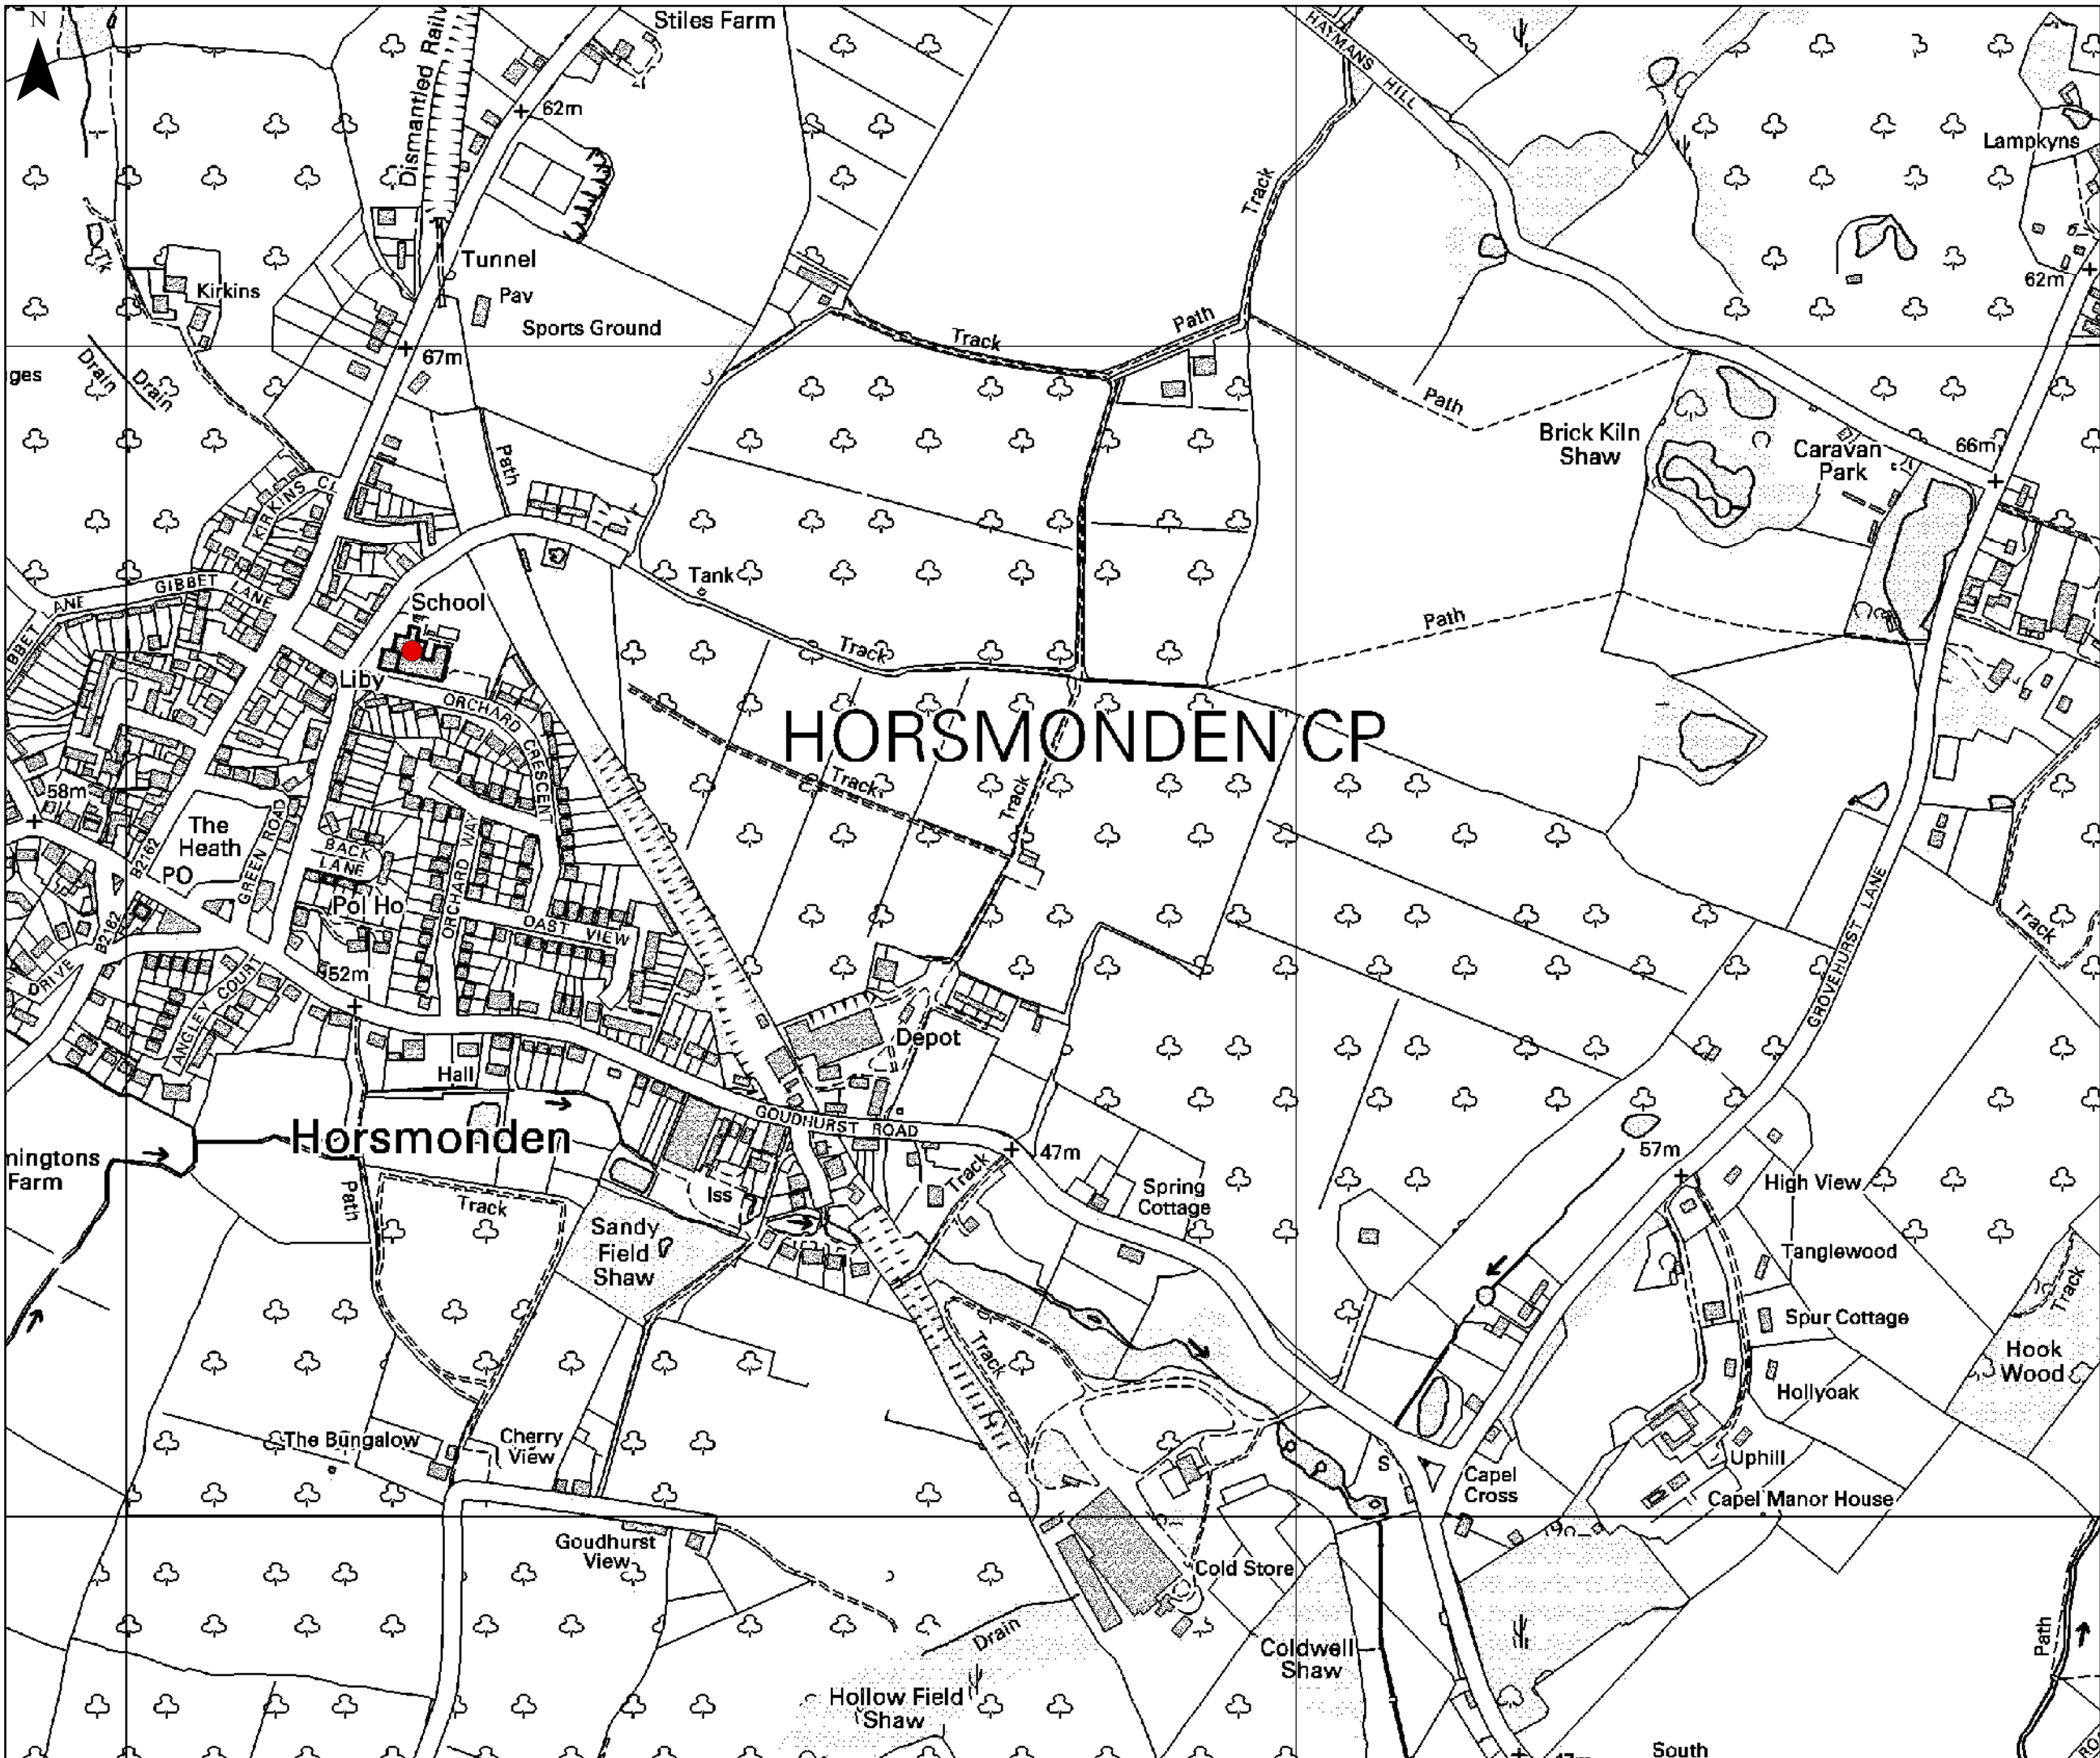 N
Stiles Farm
HAYMANS HILL
Dismantled Railw
62m
Lampkyns
Track
Tk
Tunnel
Kirkins
Pav
62m
Sports Ground
Path
Track
67m
ges
Drain
Drain
Path
Brick Kiln
Shaw
66m
Caravan
Park
Path
KIRKINS CL
Tank
GIBBET LANE
ANE
School
Path
BBET
Track
Liby
ORCHARD CRESCENT
HORSMONDEN CP
Track
Track
58m
The
Heath
GREEN ROAD
BACK
LANE
B2162
PO
ORCHARD WAY
Pol Ho
GROVEHURST LANE
OAST VIEW
Track
B2162
DRIVE
52m
ANGLEY COURT
Depot
Hall
GOUDHURST ROAD
Horsmonden
47m
57m
ningtons
Farm
Track
High View
Path
Track
Iss
Spring
Cottage
Sandy
Field
Shaw
Tanglewood
Track
Spur Cottage
Track
Hook
Wood
Hollyoak
The Bungalow
Cherry
View
Uphill
S
Capel
Cross
Capel Manor House
Goudhurst
View
Cold Store
Drain
Coldwell
Shaw
Path
Hollow Field
Shaw
South